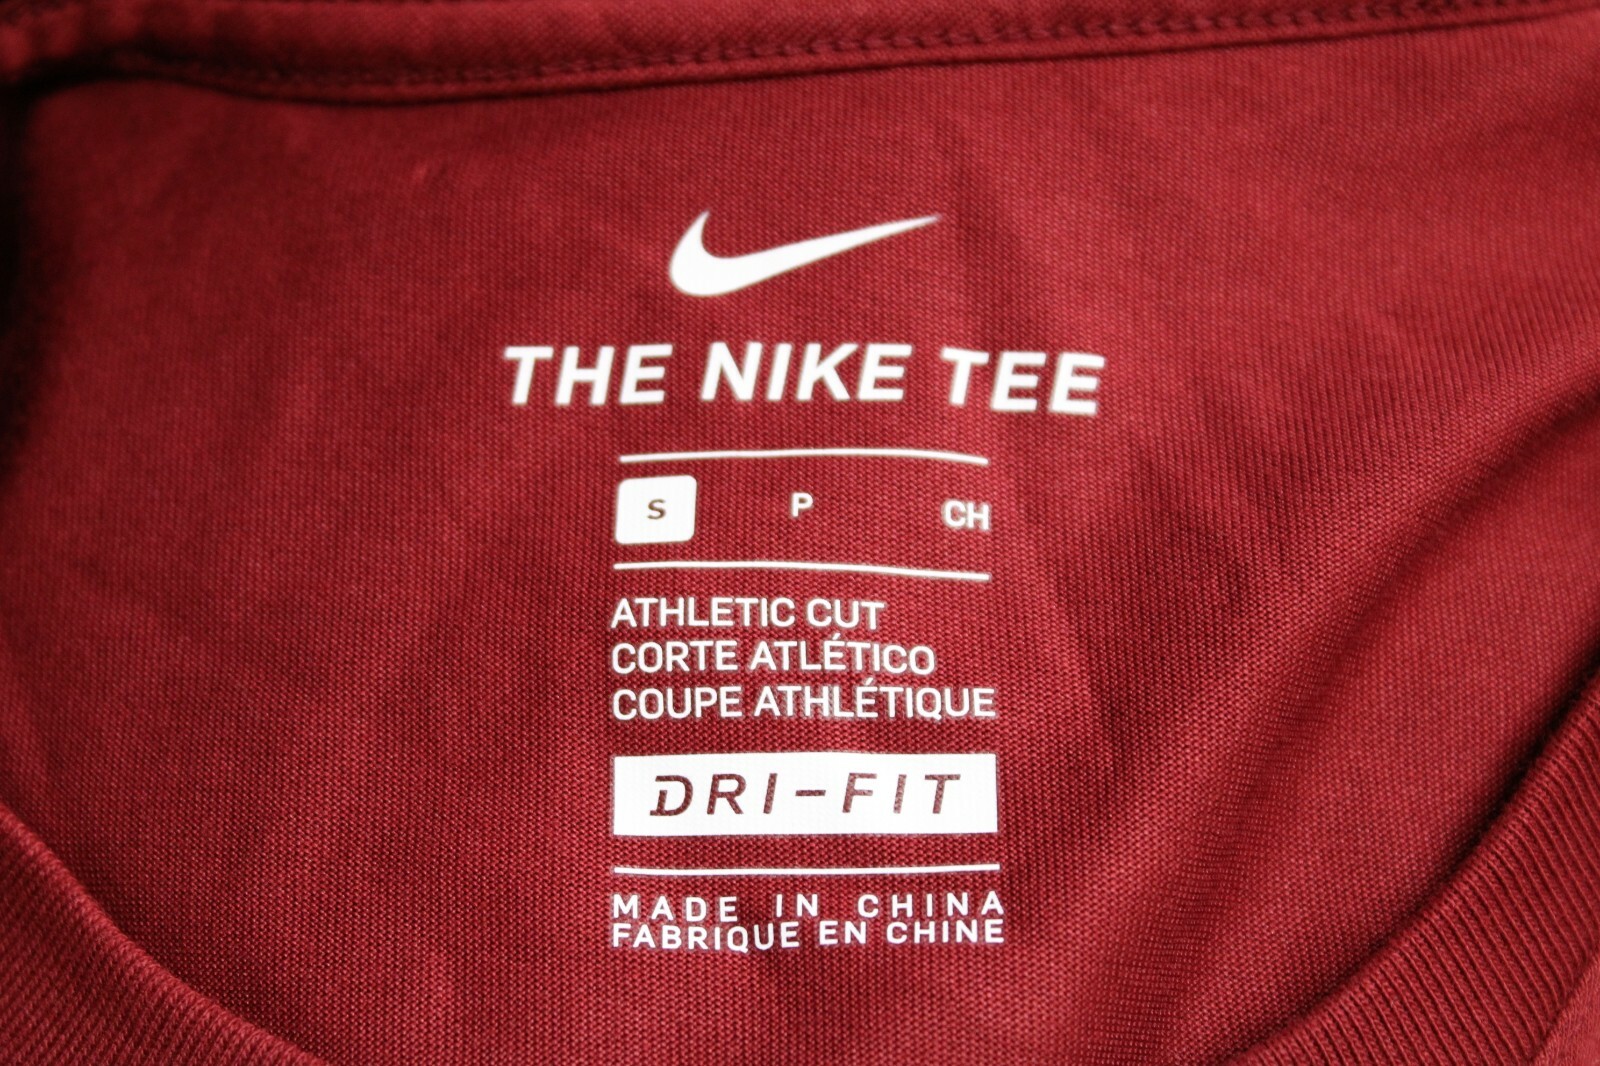 THE NIKE TEE
S P CH
ATHLETIC CUT
CORTE ATLÉTICO
COUPE ATHLÉTIQUE
DRI-FIT
MADE IN CHINA
FABRIQUE EN CHINE